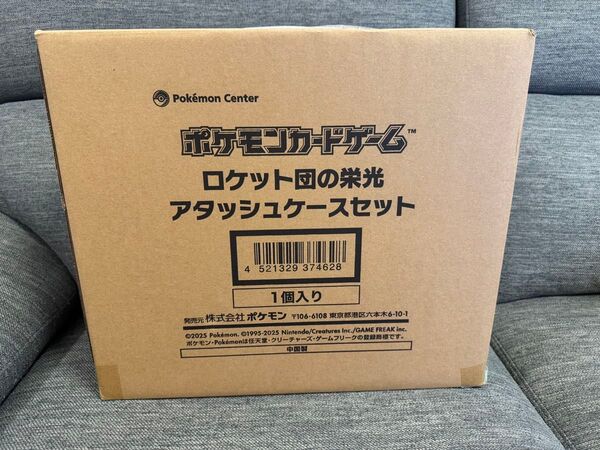 Pokémon Center
ポケモンカードゲーム™
ロケット団の栄光
アタッシュケースセット
4 521329 374628
1個入り
発売元 株式会社ポケモン 〒106-6108 東京都港区六本木6-10-1
©2025 Pokémon. ©1995-2025 Nintendo/Creatures Inc./GAME FREAK inc.
ポケモン・Pokémonは任天堂・クリーチャーズ・ゲームフリークの登録商標です。
中国製